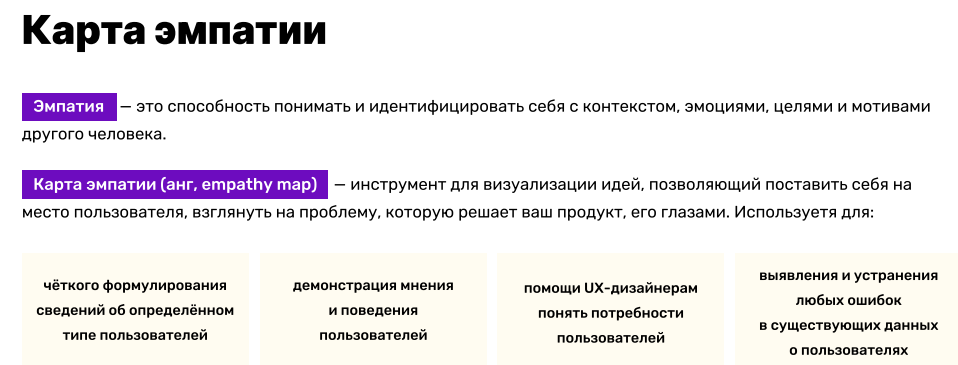 Карта эмпатии
Эмпатия — это способность понимать и идентифицировать себя с контекстом, эмоциями, целями и мотивами
другого человека.
Карта эмпатии (анг, empathy map) — инструмент для визуализации идей, позволяющий поставить себя на
место пользователя, взглянуть на проблему, которую решает ваш продукт, его глазами. Используетя для:
чёткого формулирования
сведений об определённом
типе пользователей
демонстрация мнения
и поведения
пользователей
помощи UX-дизайнерам
понять потребности
пользователей
выявления и устранения
любых ошибок
в существующих данных
о пользователях